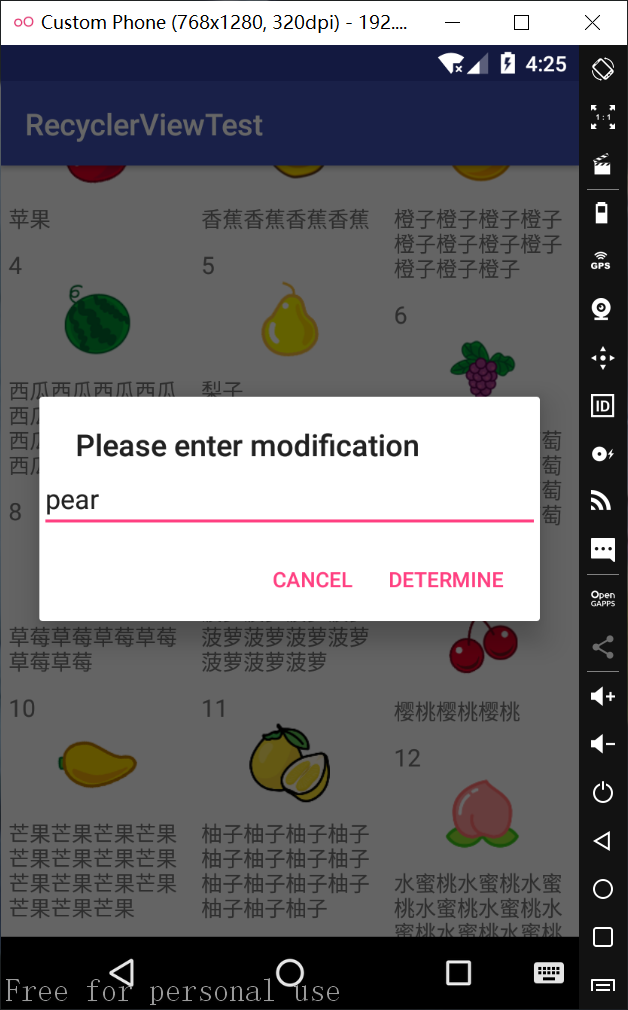 Custom Phone (768x1280, 320dpi) - 192....
4:25
RecyclerViewTest
1:1
苹果
香蕉香蕉香蕉香蕉
橙子橙子橙子橙子
橙子橙子橙子橙子
橙子橙子橙子
GPS
4
5
6
西瓜西瓜西瓜西瓜
西瓜
西瓜
西瓜
梨子
萄
萄
萄
萄
ID
Please enter modification
pear
CANCEL
DETERMINE
8
草莓草莓草莓草莓
草莓草莓
菠萝菠萝菠萝菠萝
菠萝菠萝菠萝
樱桃樱桃樱桃
Open
GAPPS
10
11
12
芒果芒果芒果芒果
芒果芒果芒果芒果
芒果芒果芒果芒果
芒果芒果芒果
柚子柚子柚子柚子
柚子柚子柚子柚子
柚子柚子柚子柚子
柚子柚子柚子
水蜜桃水蜜桃水蜜
桃水蜜桃水蜜桃水
蜜桃水蜜桃水蜜桃
Free for personal use